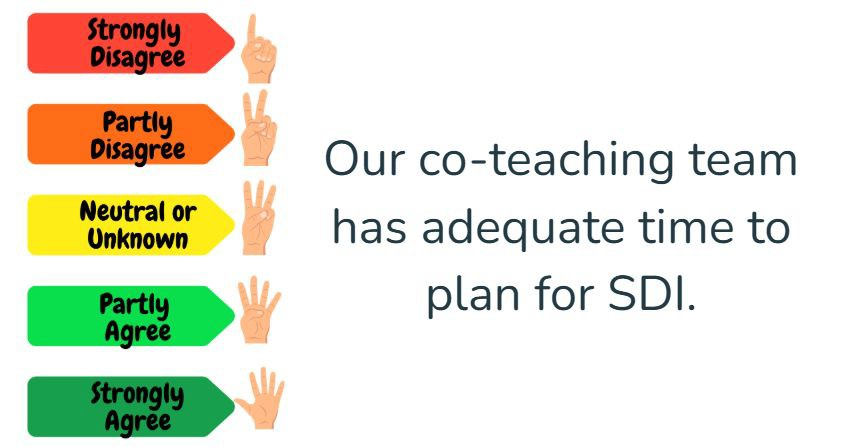 Strongly
Disagree
Partly
Disagree
Neutral or
Unknown
Partly
Agree
Strongly
Agree
Our co-teaching team
has adequate time to
plan for SDI.